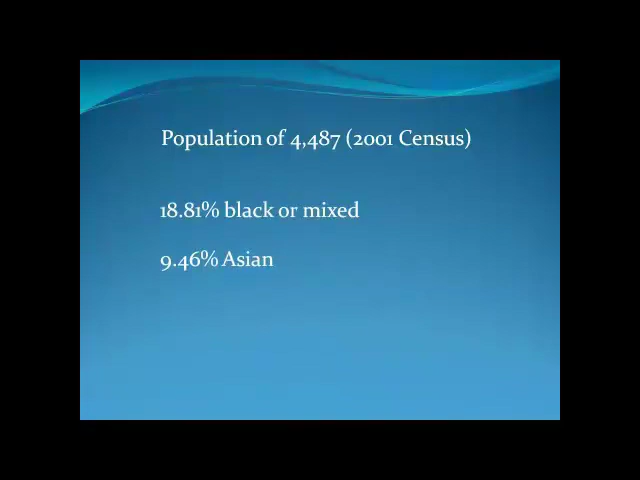 Population of 4,487 (2001 Census)
18.81% black or mixed
9.46% Asian